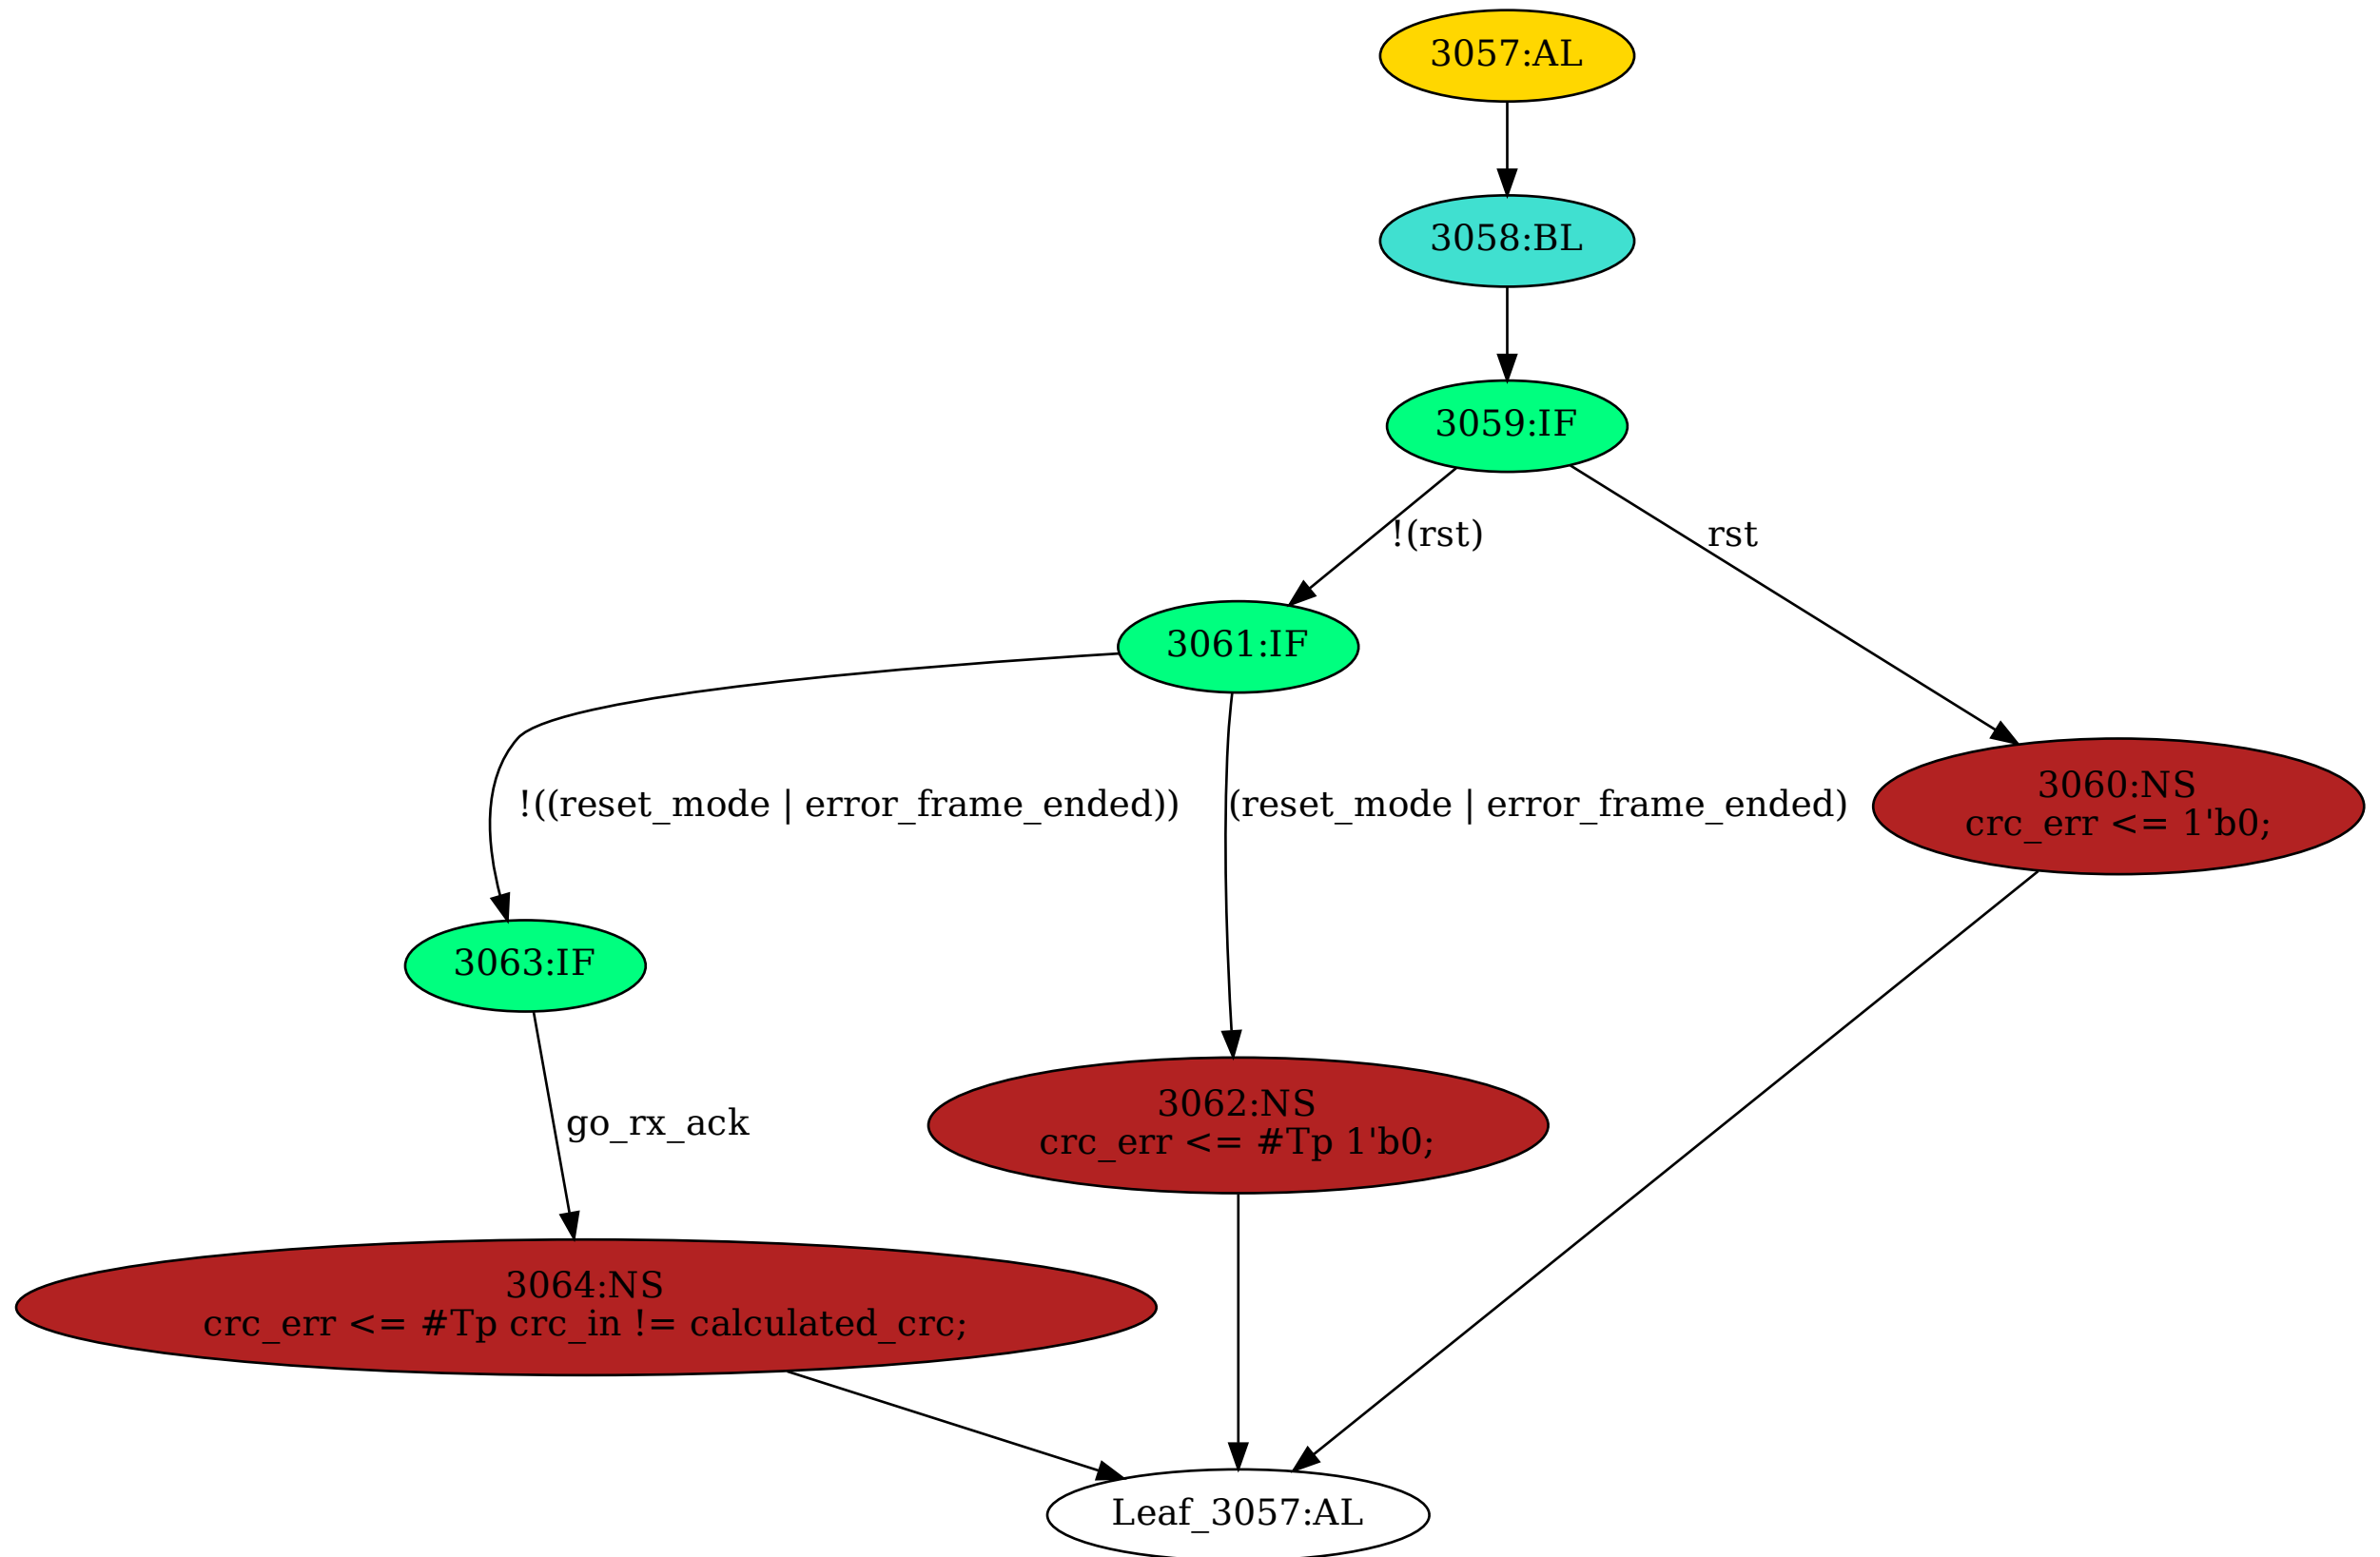 3057:AL
3058:BL
3059:IF
!(rst)
rst
3061:IF
3060:NS
crc_err <= 1'b0;
!((reset_mode | error_frame_ended))
(reset_mode | error_frame_ended)
3063:IF
3062:NS
crc_err <= #Tp 1'b0;
go_rx_ack
3064:NS
crc_err <= #Tp crc_in != calculated_crc;
Leaf_3057:AL